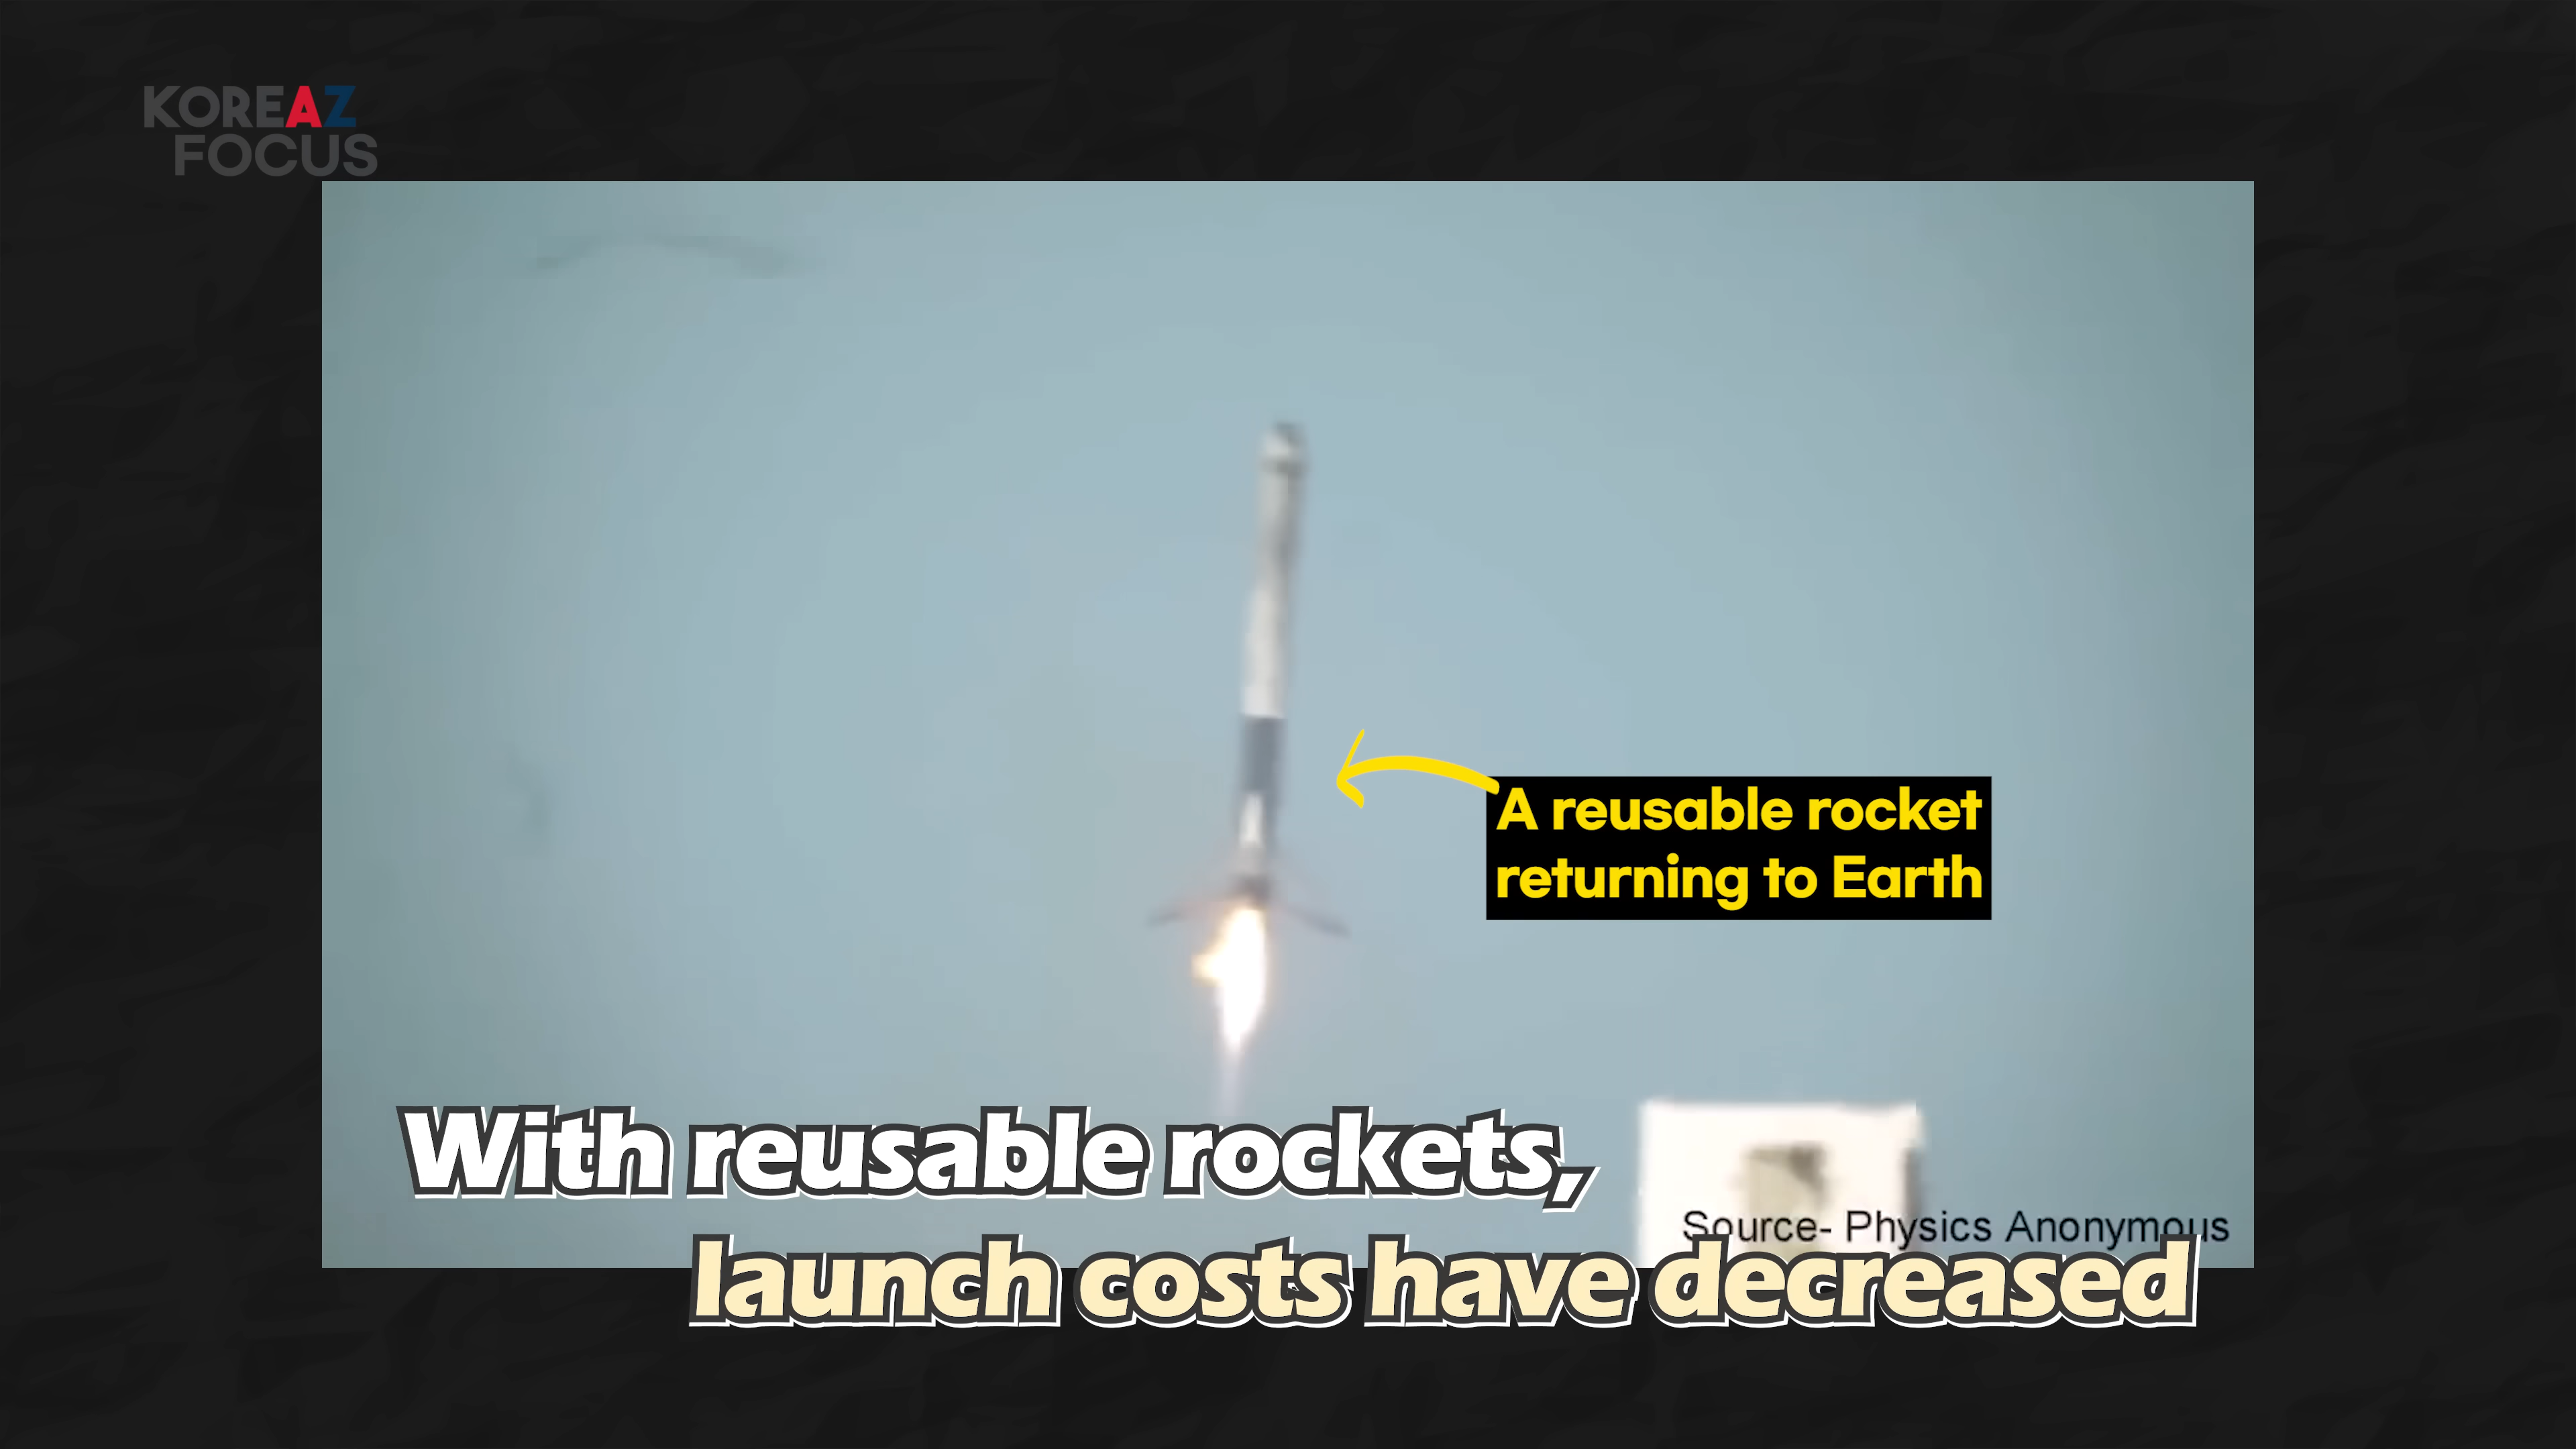 KOREAZ
FOCUS
A reusable rocket
returning to Earth
With reusable rockets,
Source- Physics Anonymous
launch costs have decreased